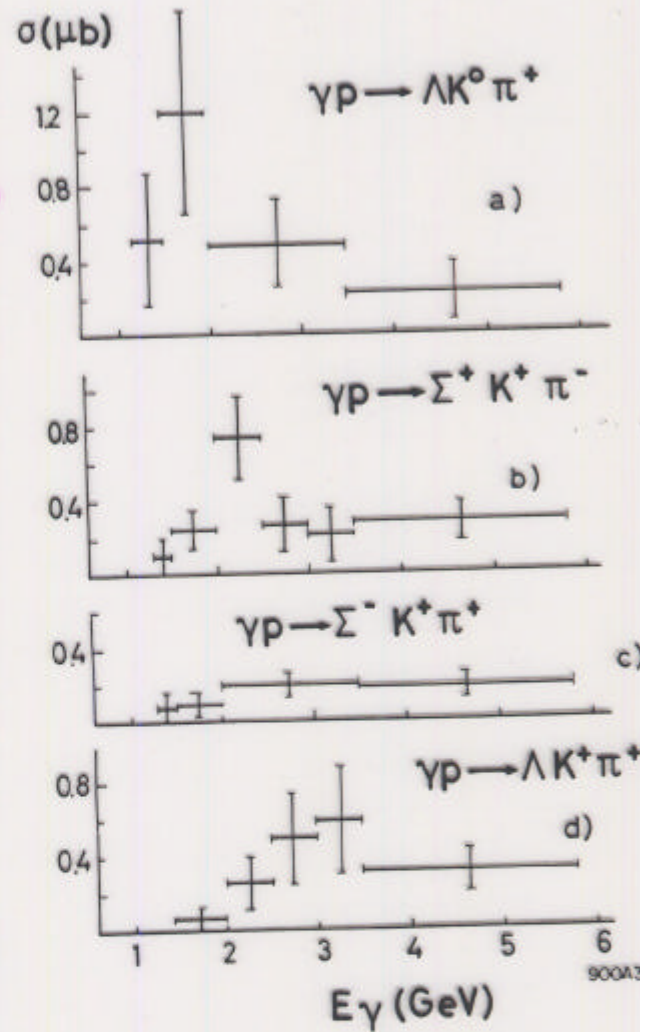 σ(μb)
γp → ΛK⁰π⁺
1.2
0.8
0.4
a)
γp → Σ⁺ K⁺ π⁻
0.8
0.4
b)
γp → Σ⁻ K⁺π⁺
0.4
c)
γp → ΛK⁺π⁺
0.8
0.4
d)
1 2 3 4 5 6
900A3
Eγ (GeV)